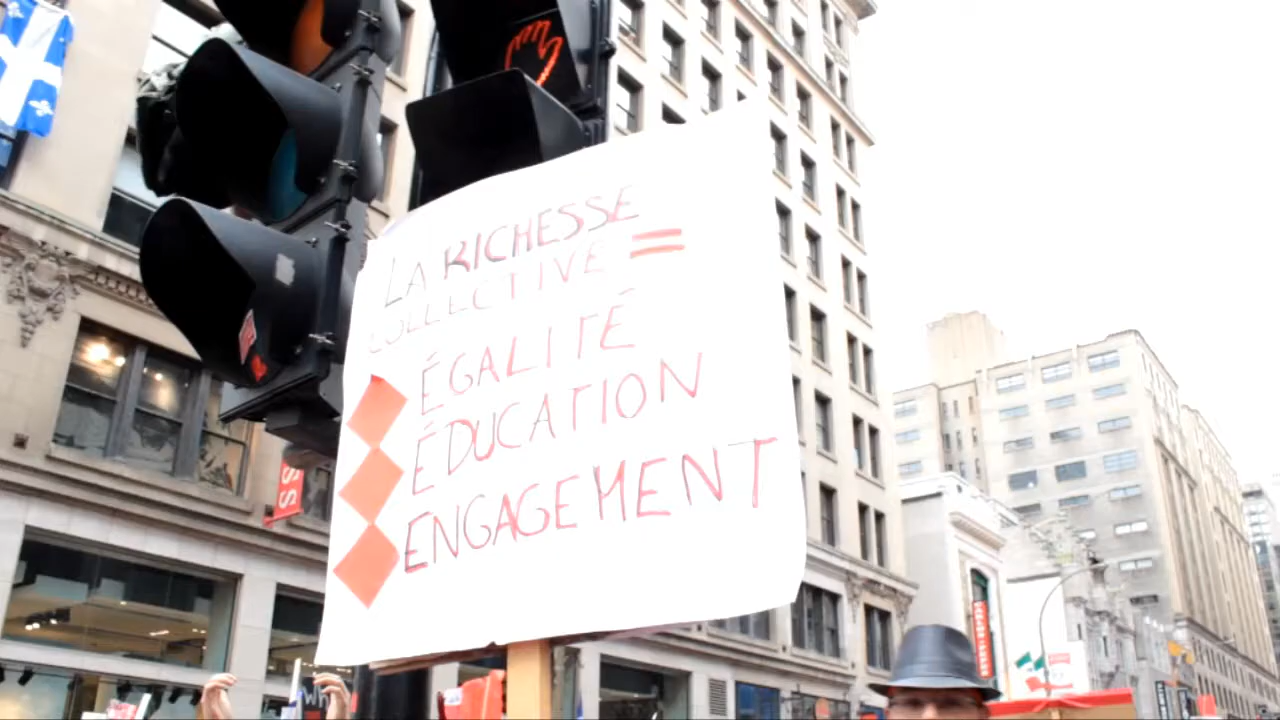 LA RICHESSE
COLLECTIVE =
ÉGALITÉ
ÉDUCATION
ENGAGEMENT